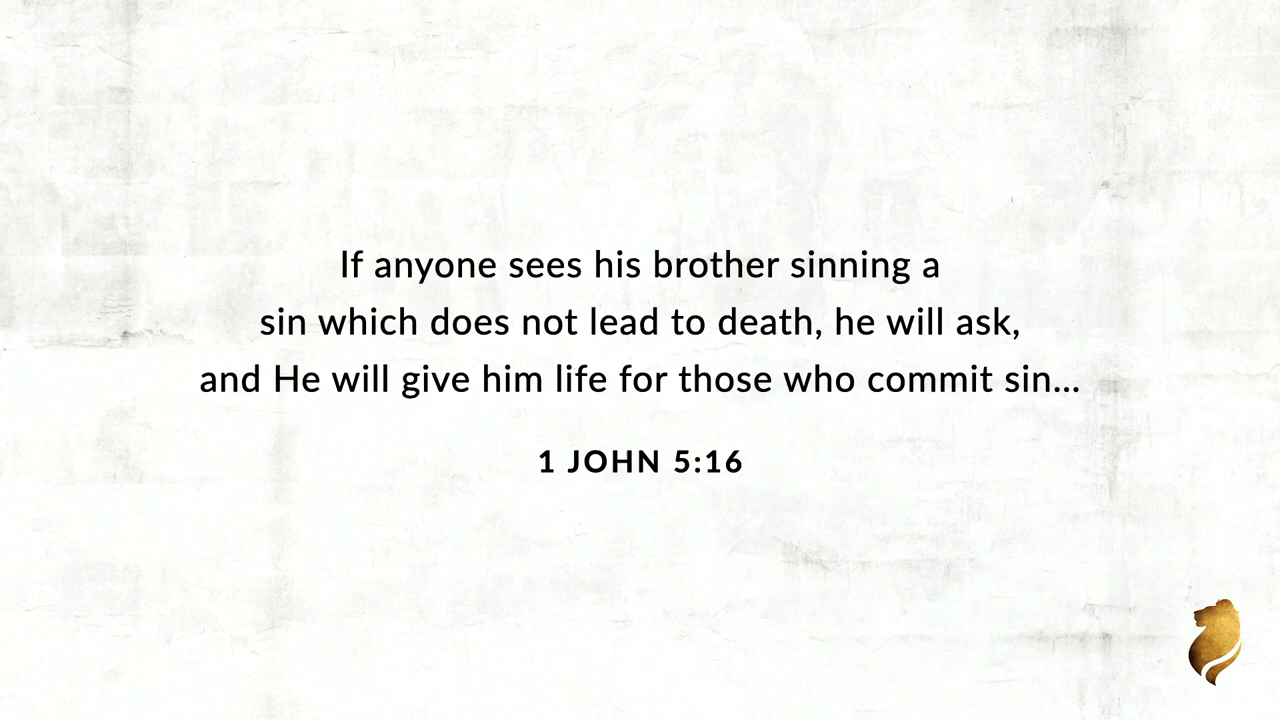 If anyone sees his brother sinning a
sin which does not lead to death, he will ask,
and He will give him life for those who commit sin...
1 JOHN 5:16